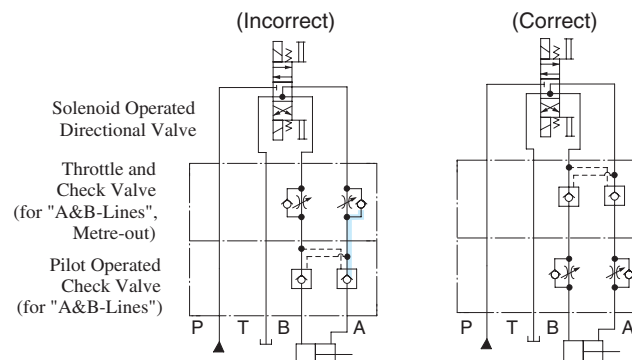 (Incorrect)
(Correct)
Solenoid Operated
Directional Valve
Throttle and
Check Valve
(for "A&B-Lines",
Metre-out)
Pilot Operated
Check Valve
(for "A&B-Lines")
P T B A
P T B A